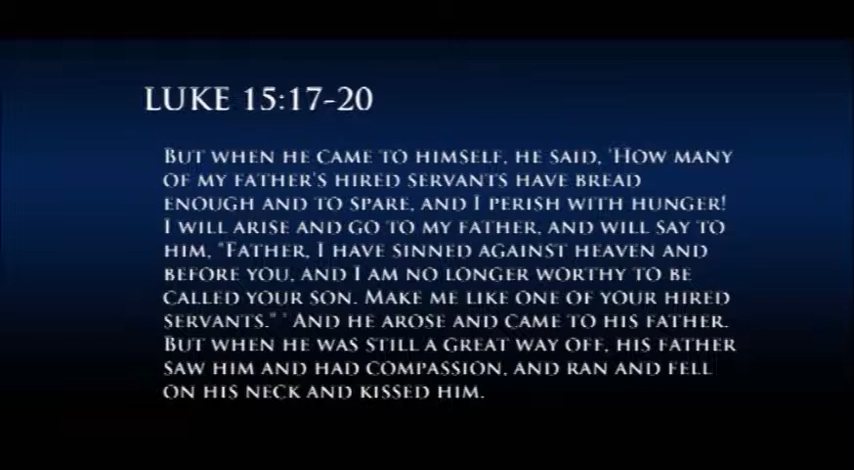 LUKE 15:17-20
BUT WHEN HE CAME TO HIMSELF, HE SAID, 'HOW MANY
OF MY FATHER'S HIRED SERVANTS HAVE BREAD
ENOUGH AND TO SPARE, AND I PERISH WITH HUNGER!
I WILL ARISE AND GO TO MY FATHER, AND WILL SAY TO
HIM, "FATHER, I HAVE SINNED AGAINST HEAVEN AND
BEFORE YOU, AND I AM NO LONGER WORTHY TO BE
CALLED YOUR SON. MAKE ME LIKE ONE OF YOUR HIRED
SERVANTS." ' AND HE AROSE AND CAME TO HIS FATHER.
BUT WHEN HE WAS STILL A GREAT WAY OFF, HIS FATHER
SAW HIM AND HAD COMPASSION, AND RAN AND FELL
ON HIS NECK AND KISSED HIM.